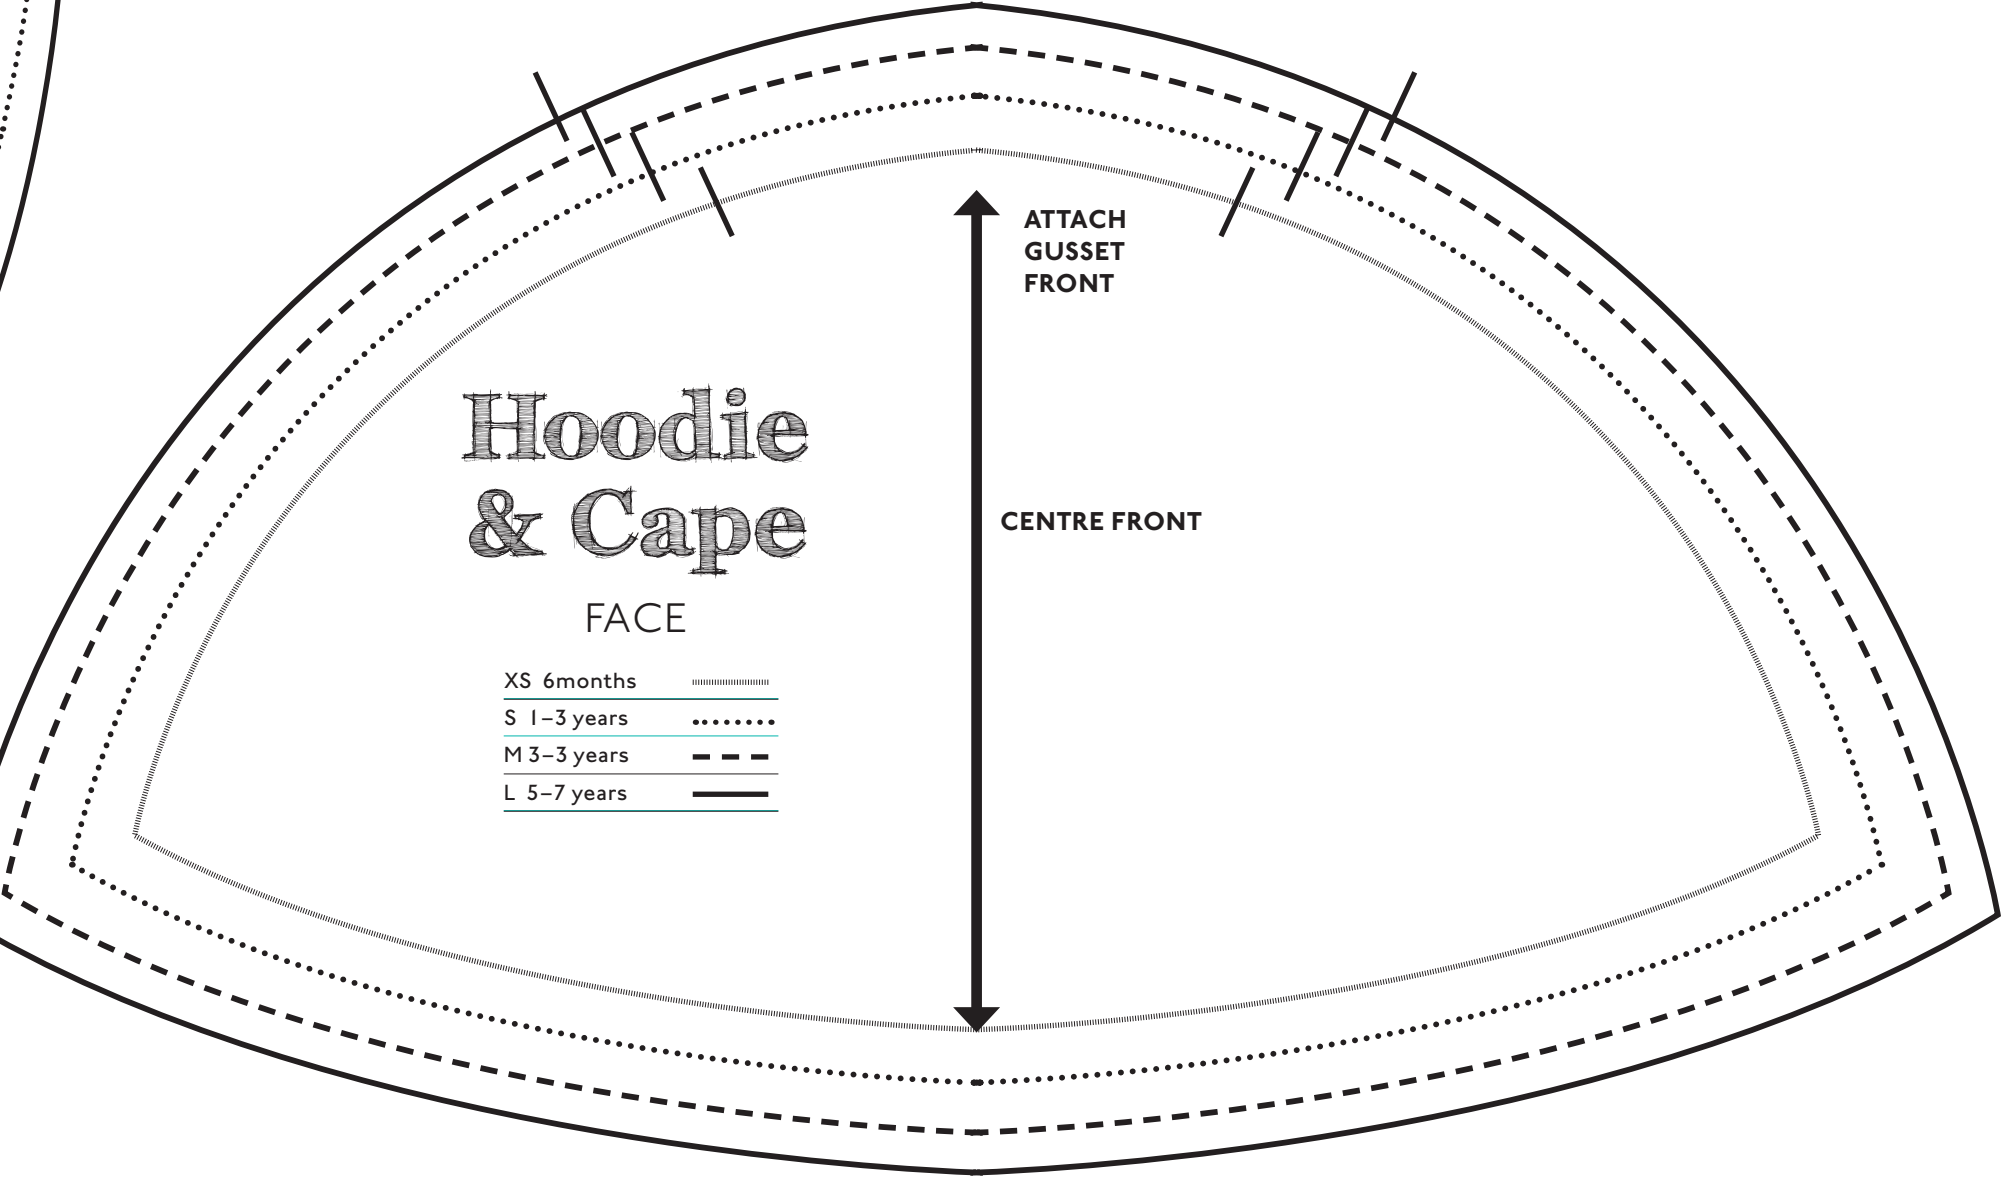 ATTACH
GUSSET
FRONT
Hoodie
& Cape
CENTRE FRONT
FACE
XS 6months
S 1–3 years
M 3–3 years
L 5–7 years